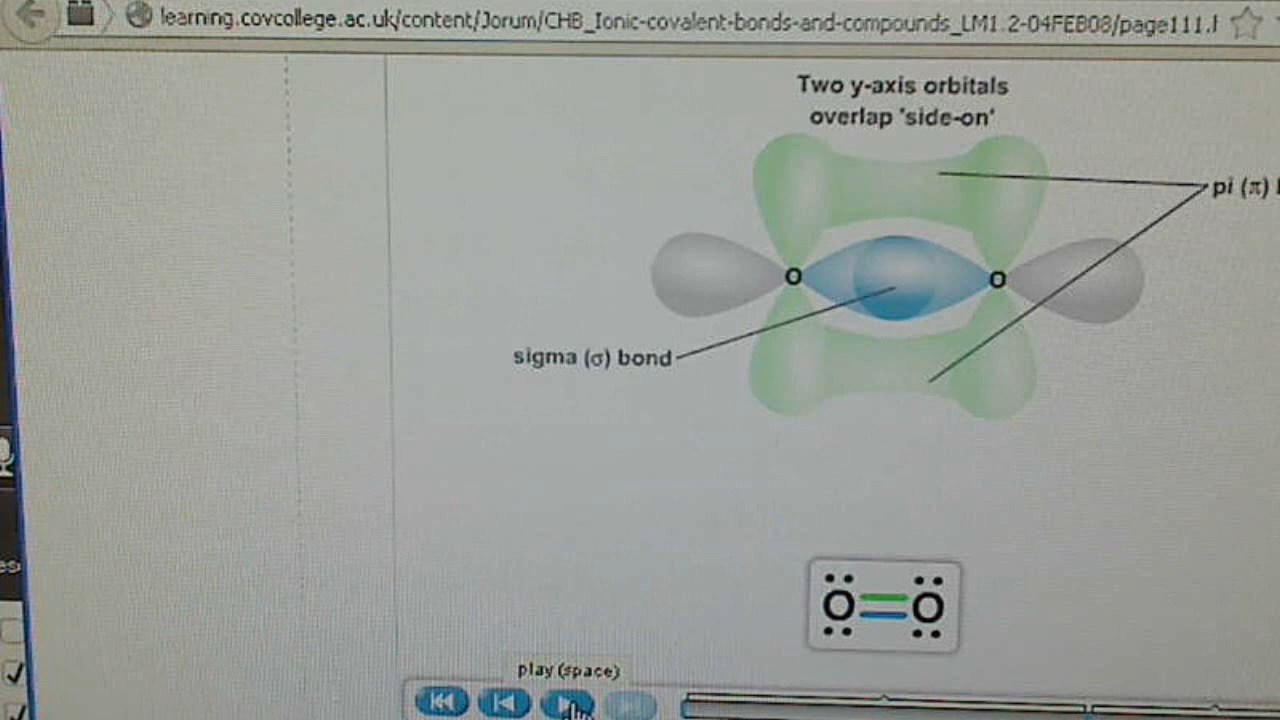 learning.covcollege.ac.uk/content/Jorum/CHB_Ionic-covalent-bonds-and-compounds_LM1.2-04FEB08/page111.
Two y-axis orbitals
overlap 'side-on'
pi (π)
O O
sigma (σ) bond
O=O
play (space)